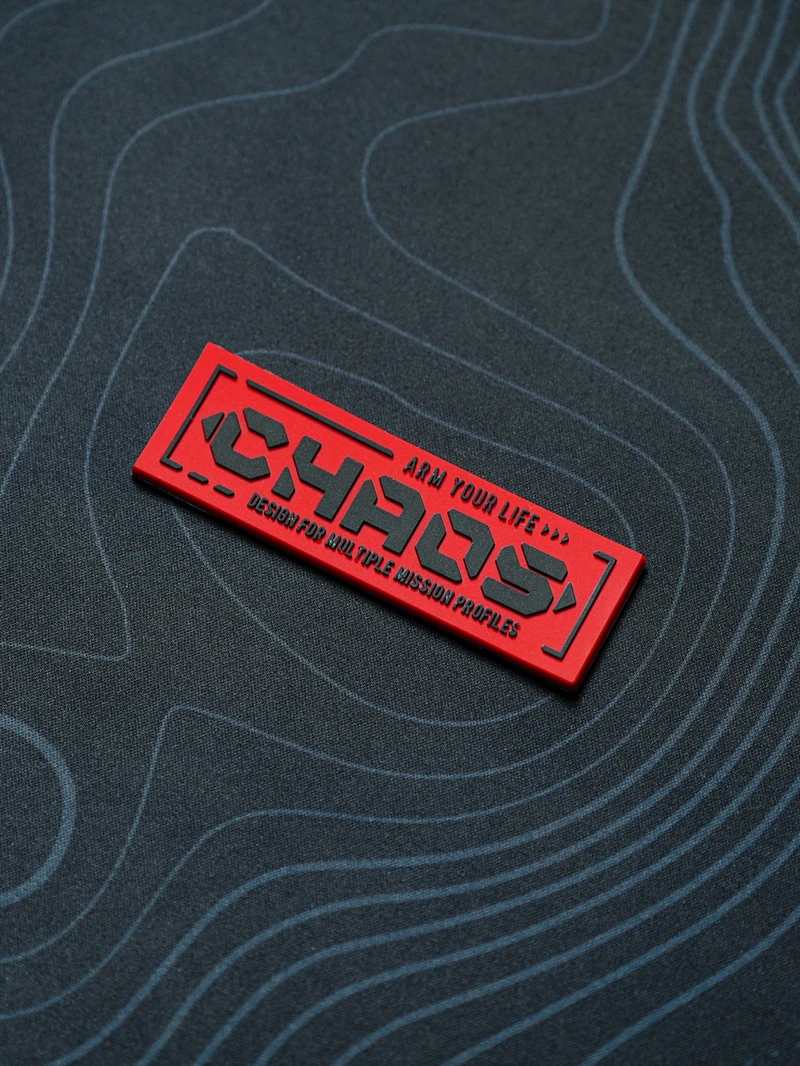 ARM YOUR LIFE
CHAOS
DESIGN FOR MULTIPLE MISSION PROFILES